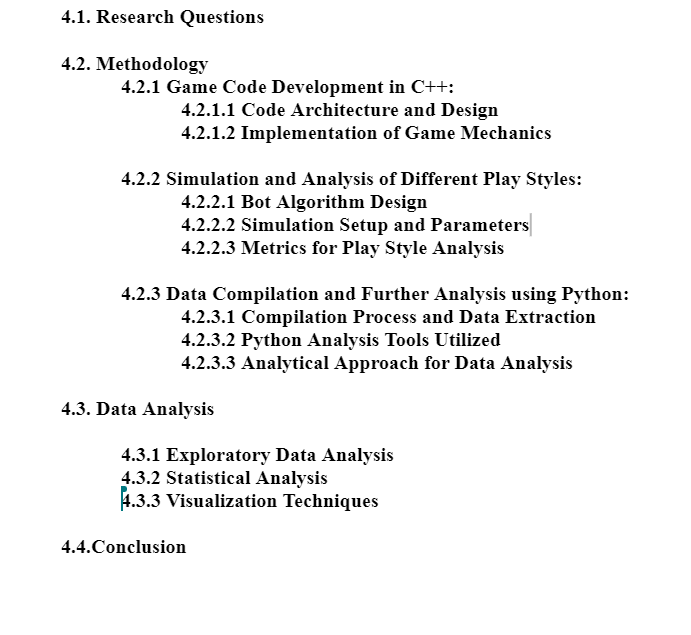 4.1. Research Questions
4.2. Methodology
4.2.1 Game Code Development in C++:
4.2.1.1 Code Architecture and Design
4.2.1.2 Implementation of Game Mechanics
4.2.2 Simulation and Analysis of Different Play Styles:
4.2.2.1 Bot Algorithm Design
4.2.2.2 Simulation Setup and Parameters
4.2.2.3 Metrics for Play Style Analysis
4.2.3 Data Compilation and Further Analysis using Python:
4.2.3.1 Compilation Process and Data Extraction
4.2.3.2 Python Analysis Tools Utilized
4.2.3.3 Analytical Approach for Data Analysis
4.3. Data Analysis
4.3.1 Exploratory Data Analysis
4.3.2 Statistical Analysis
4.3.3 Visualization Techniques
4.4.Conclusion